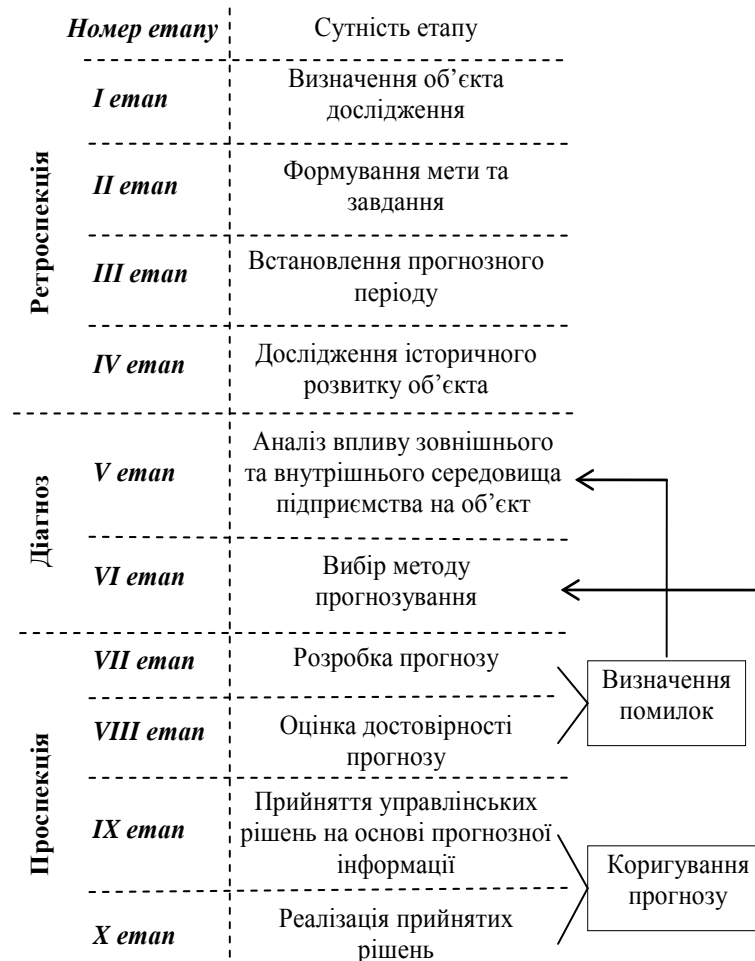 Номер етапу
Сутність етапу
Ретроспекція
I етап
Визначення об’єкта
дослідження
II етап
Формування мети та
завдання
III етап
Встановлення прогнозного
періоду
IV етап
Дослідження історичного
розвитку об’єкта
Діагноз
V етап
Аналіз впливу зовнішнього
та внутрішнього середовища
підприємства на об’єкт
VI етап
Вибір методу
прогнозування
Проспекція
VII етап
Розробка прогнозу
VIII етап
Оцінка достовірності
прогнозу
Визначення
помилок
IX етап
Прийняття управлінських
рішень на основі прогнозної
інформації
X етап
Реалізація прийнятих
рішень
Коригування
прогнозу